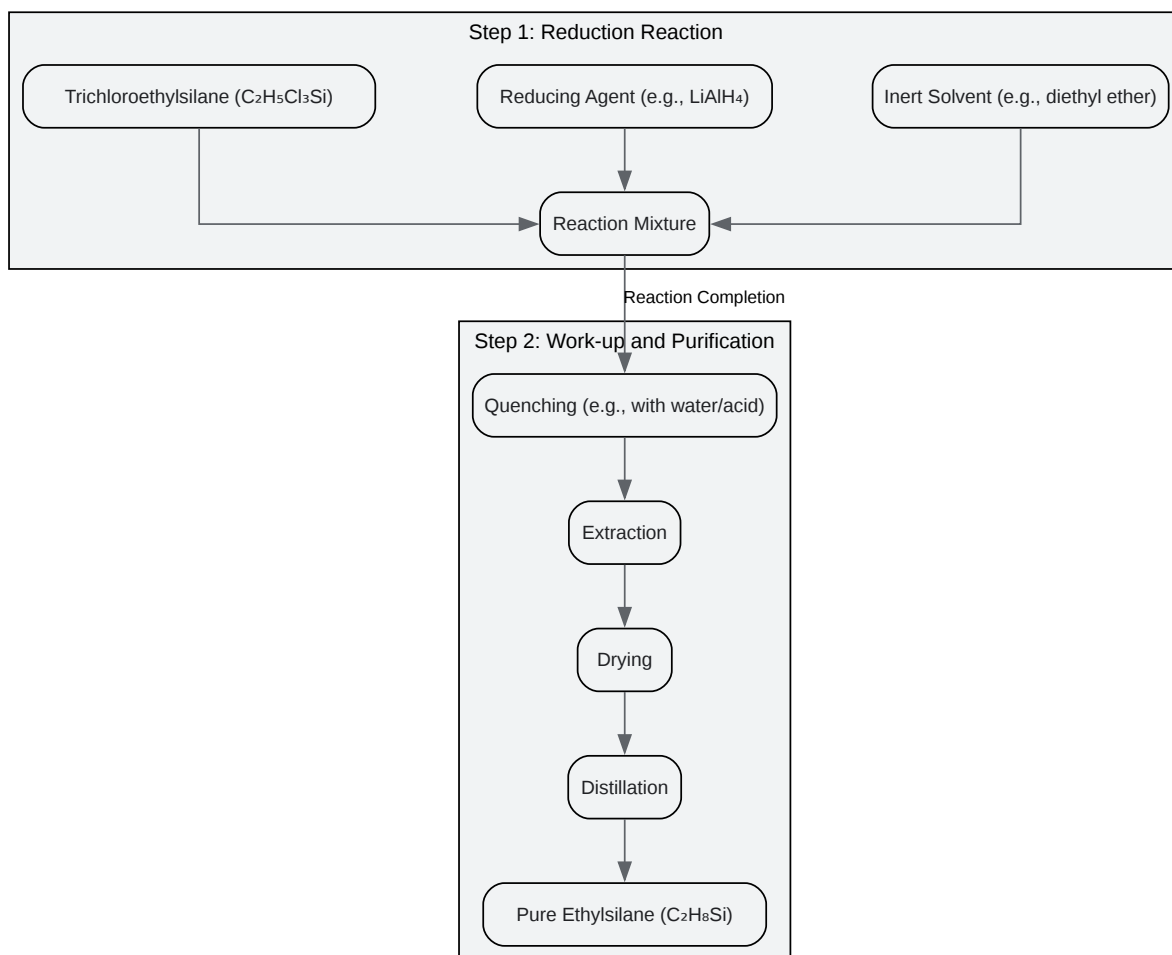 Step 1: Reduction Reaction
Trichloroethylsilane (C₂H₅Cl₃Si)
Reducing Agent (e.g., LiAlH₄)
Inert Solvent (e.g., diethyl ether)
Reaction Mixture
Reaction Completion
Step 2: Work-up and Purification
Quenching (e.g., with water/acid)
Extraction
Drying
Distillation
Pure Ethylsilane (C₂H₈Si)